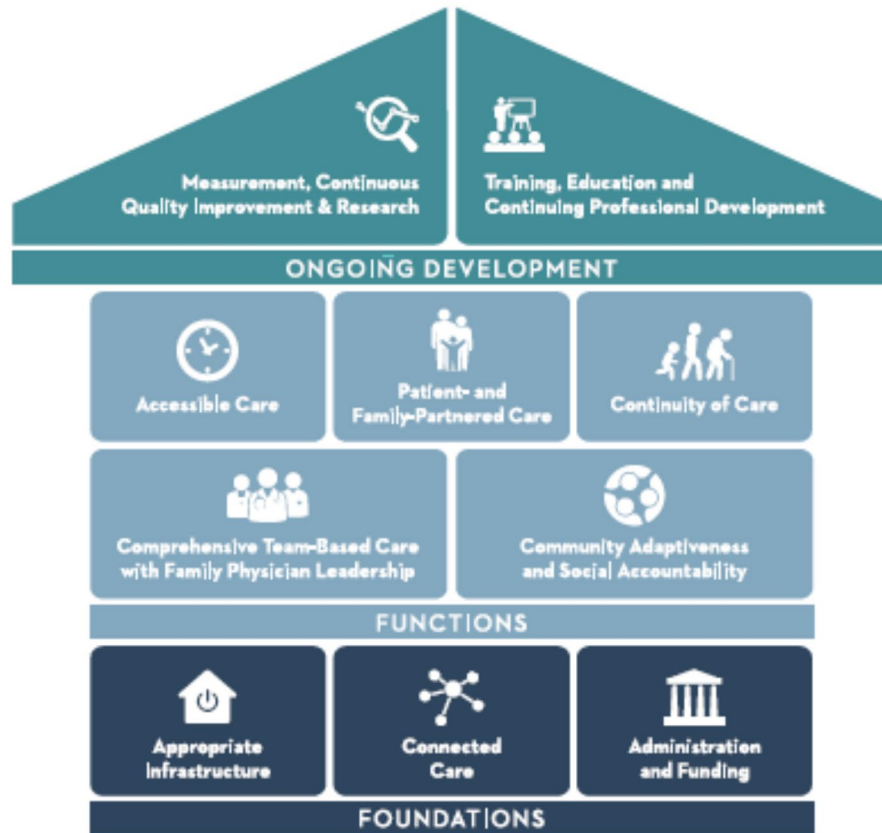 Measurement, Continuous
Quality Improvement & Research
Training, Education and
Continuing Professional Development
ONGOING DEVELOPMENT
Accessible Care
Patient- and
Family-Partnered Care
Continuity of Care
Comprehensive Team-Based Care
with Family Physician Leadership
Community Adaptiveness
and Social Accountability
FUNCTIONS
Appropriate
Infrastructure
Connected
Care
Administration
and Funding
FOUNDATIONS